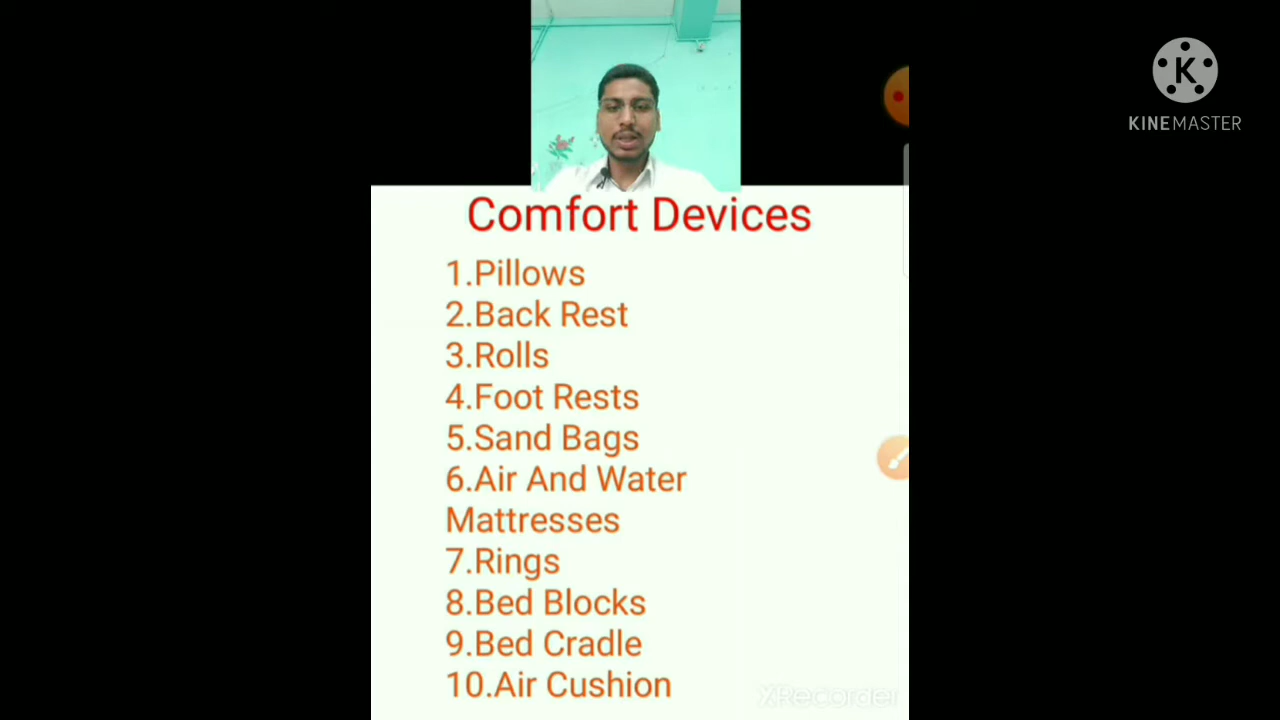 KINEMASTER
Comfort Devices
1.Pillows
2.Back Rest
3.Rolls
4.Foot Rests
5.Sand Bags
6.Air And Water
Mattresses
7.Rings
8.Bed Blocks
9.Bed Cradle
10.Air Cushion
XRecorder